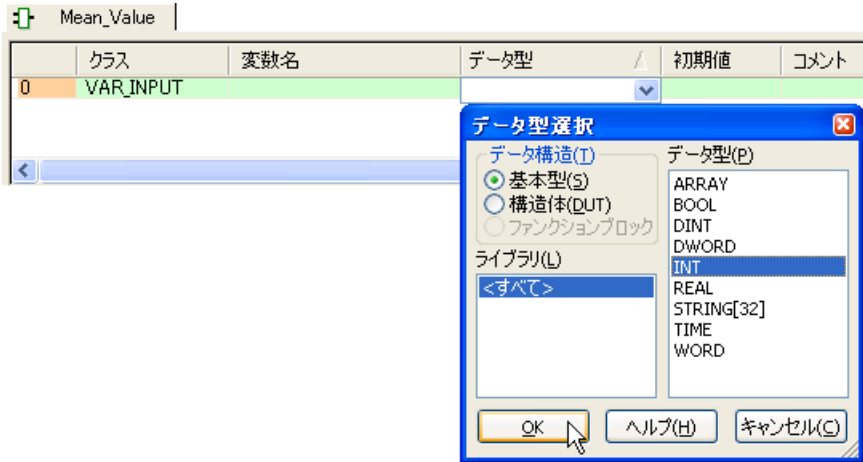 Mean_Value
クラス 変数名 データ型 初期値 コメント
0 VAR_INPUT
データ型選択
データ構造(T)
基本型(S)
構造体(DUT)
ファンクションブロック
ライブラリ(L)
<すべて>
データ型(P)
ARRAY
BOOL
DINT
DWORD
INT
REAL
STRING[32]
TIME
WORD
OK ヘルプ(H) キャンセル(C)